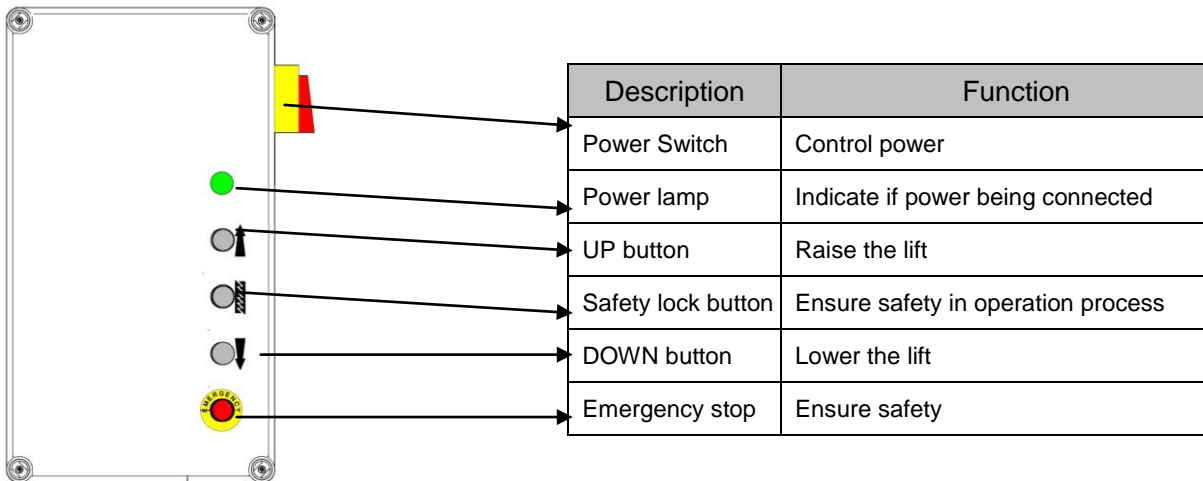 Description Function
Power Switch Control power
Power lamp Indicate if power being connected
UP button Raise the lift
Safety lock button Ensure safety in operation process
DOWN button Lower the lift
EMERGENCY
Emergency stop Ensure safety